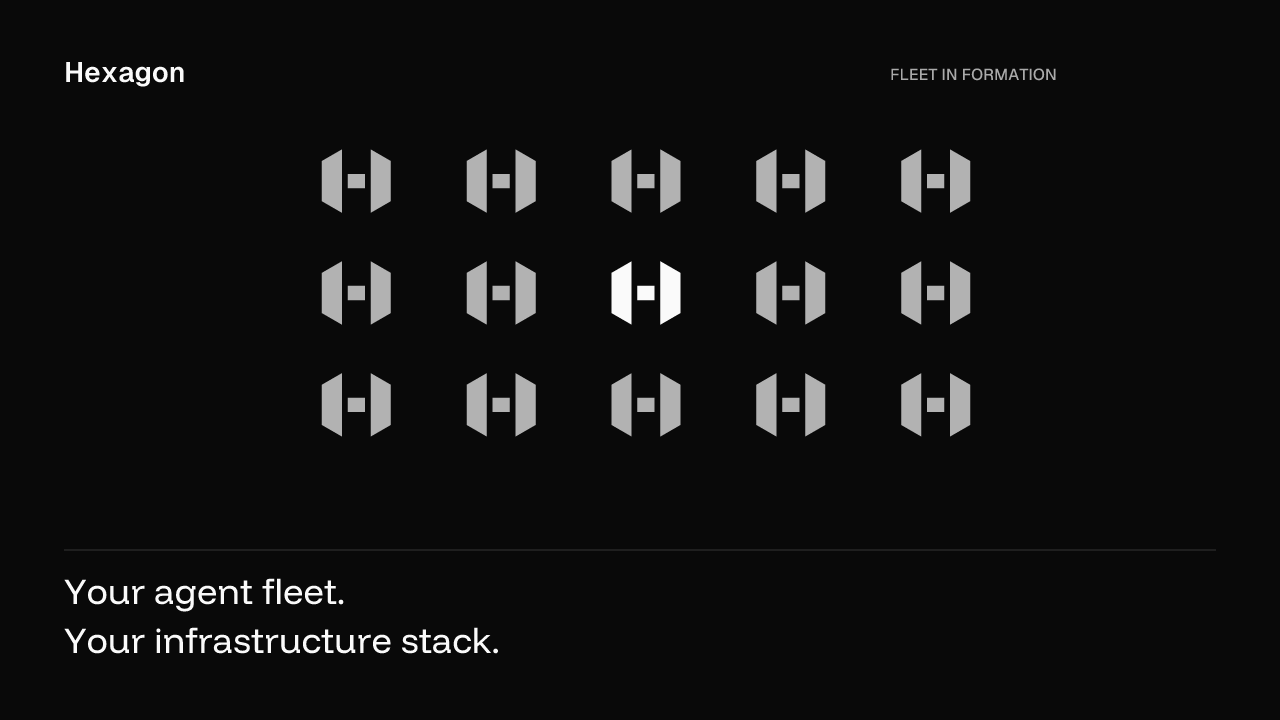 Hexagon
FLEET IN FORMATION
Your agent fleet.
Your infrastructure stack.